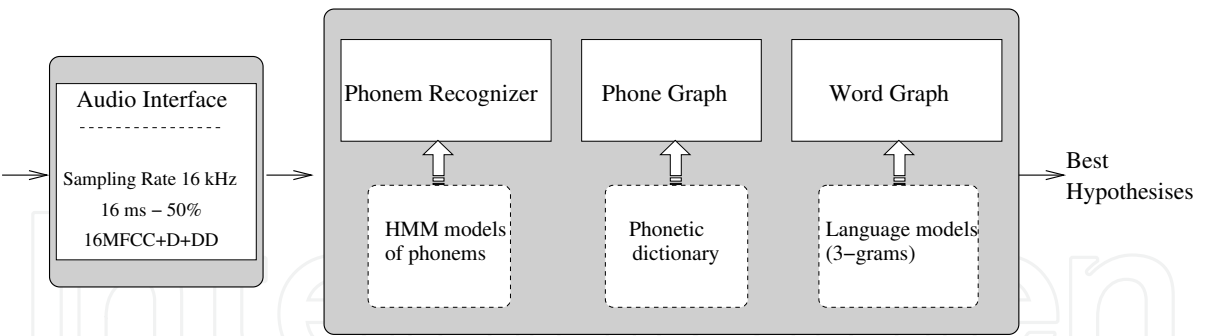 Audio Interface
Sampling Rate 16 kHz
16 ms − 50%
16MFCC+D+DD
Phonem Recognizer
Phone Graph
Word Graph
HMM models
of phonems
Phonetic
dictionary
Language models
(3−grams)
Best
Hypothesises